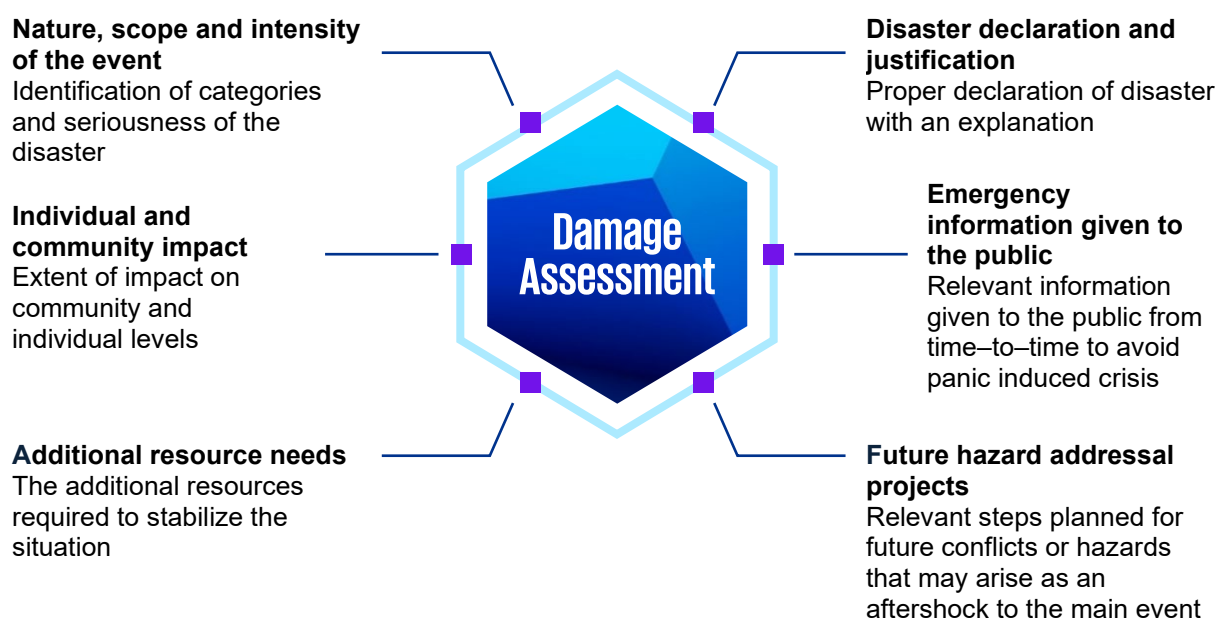 Nature, scope and intensity
of the event
Identification of categories
and seriousness of the
disaster
Individual and
community impact
Extent of impact on
community and
individual levels
Additional resource needs
The additional resources
required to stabilize the
situation
Damage
Assessment
Disaster declaration and
justification
Proper declaration of disaster
with an explanation
Emergency
information given to
the public
Relevant information
given to the public from
time–to–time to avoid
panic induced crisis
Future hazard addressal
projects
Relevant steps planned for
future conflicts or hazards
that may arise as an
aftershock to the main event